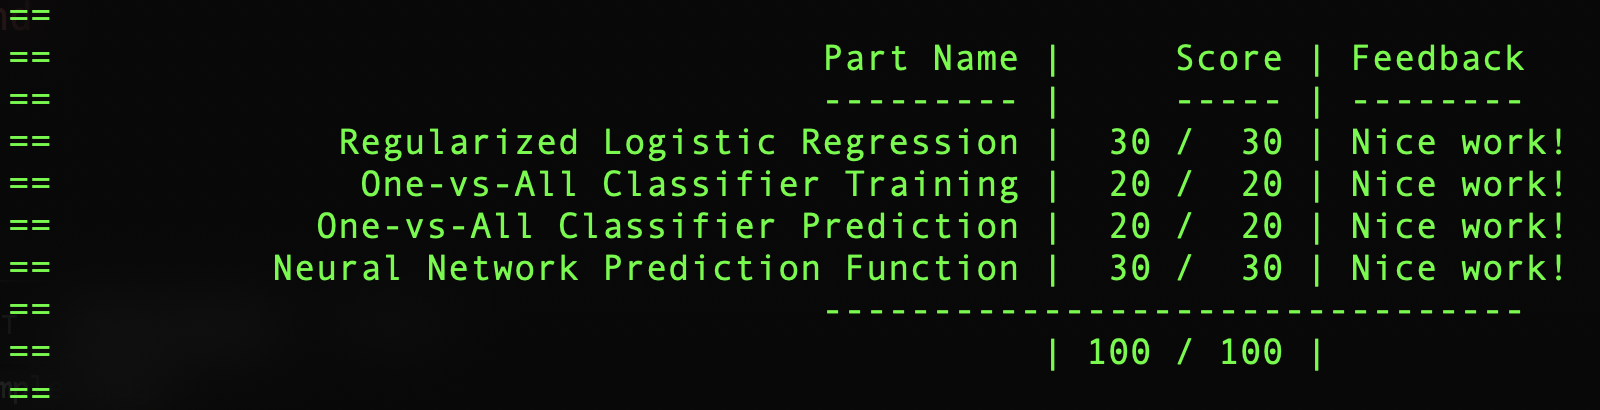 ==
== Part Name | Score | Feedback
== --------- | ----- | --------
== Regularized Logistic Regression | 30 / 30 | Nice work!
== One-vs-All Classifier Training | 20 / 20 | Nice work!
== One-vs-All Classifier Prediction | 20 / 20 | Nice work!
== Neural Network Prediction Function | 30 / 30 | Nice work!
== --------------------------------
== | 100 / 100 |
==